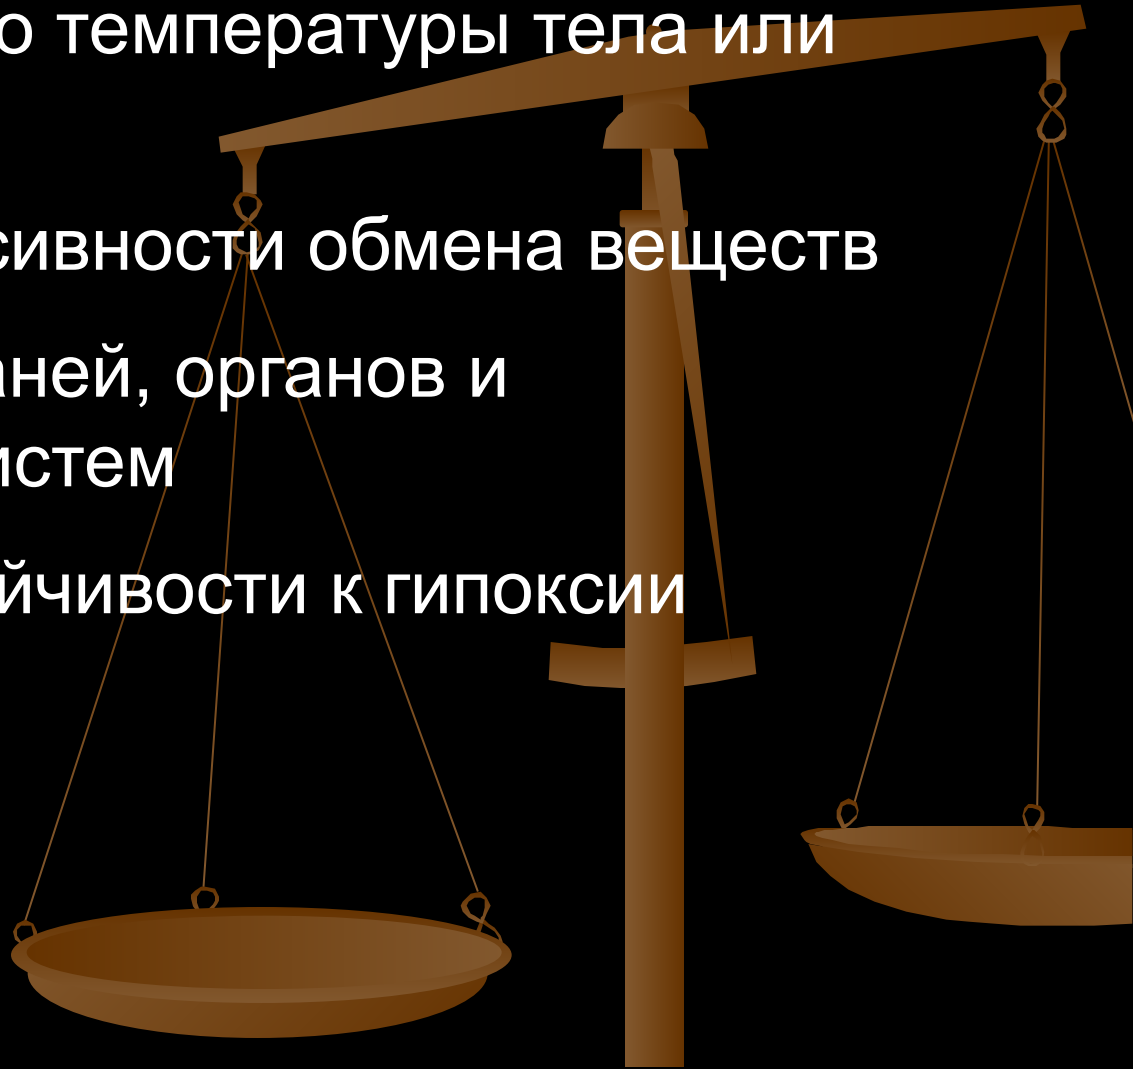 о температуры тела или
сивности обмена веществ
аней, органов и
истем
йчивости к гипоксии